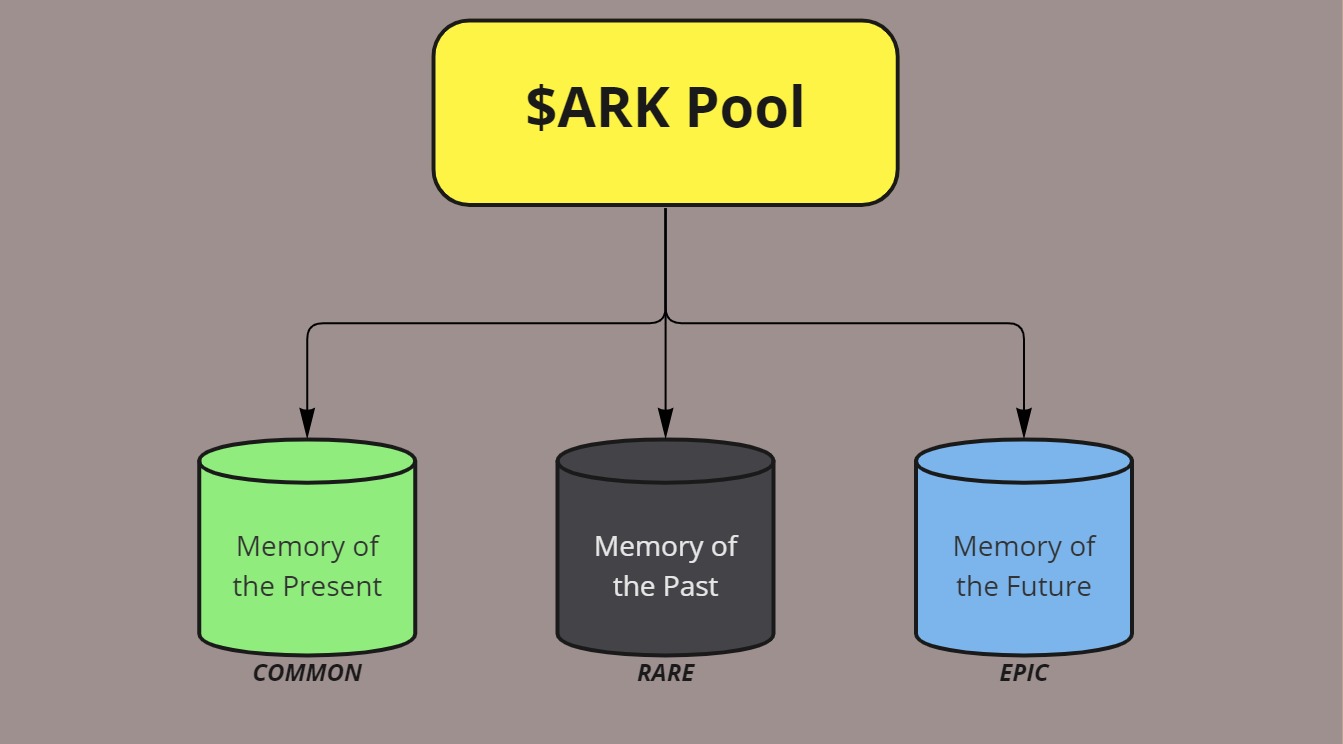 $ARK Pool
Memory of
the Present
Memory of
the Past
Memory of
the Future
COMMON
RARE
EPIC